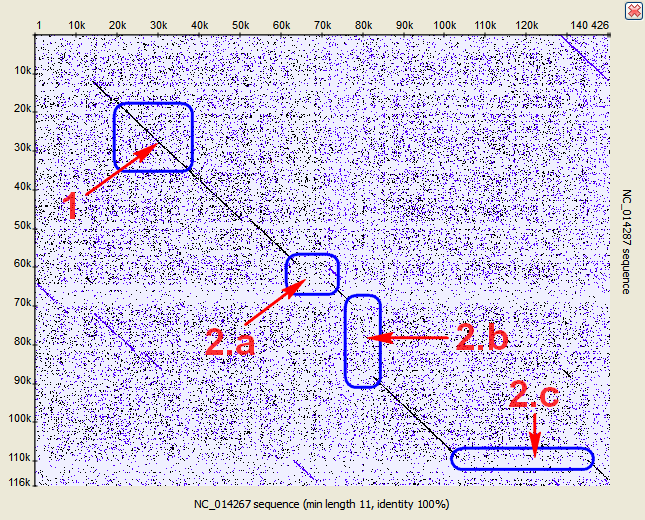 1 10k 20k 30k 40k 50k 60k 70k 80k 90k 100k 110k 120k 140 426
10k
20k
30k
40k
50k
60k
70k
80k
90k
100k
110k
116k
1
2.a
2.b
2.c
NC_014287 sequence
NC_014267 sequence (min length 11, identity 100%)